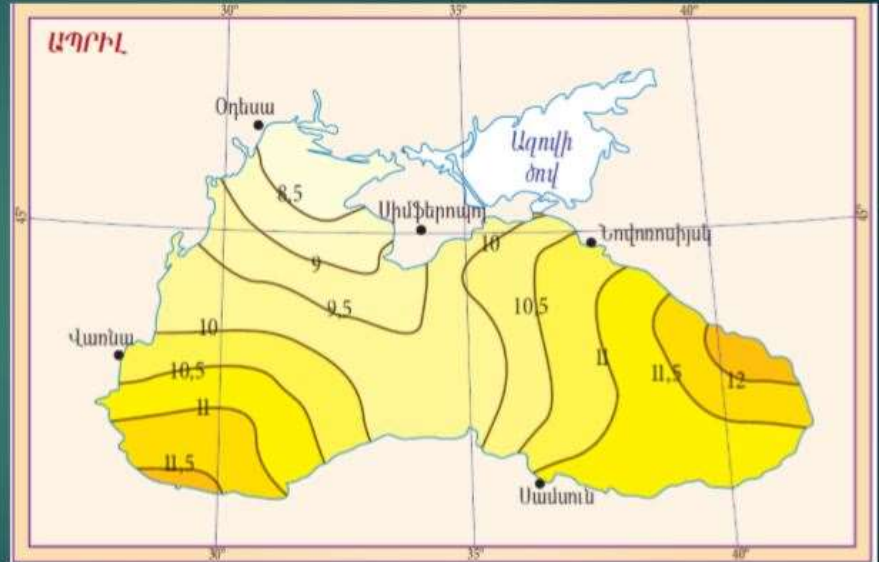 30°
35°
40°
ԱՊՐԻԼ
Օդեսա
Ազովի
ծով
8,5
Սիմֆերոպոլ
45°
45°
10
Նովոռոսիյսկ
9
9,5
10,5
10
Վառնա
11
10,5
11,5
12
11
11,5
Սամսուն
30°
35°
40°